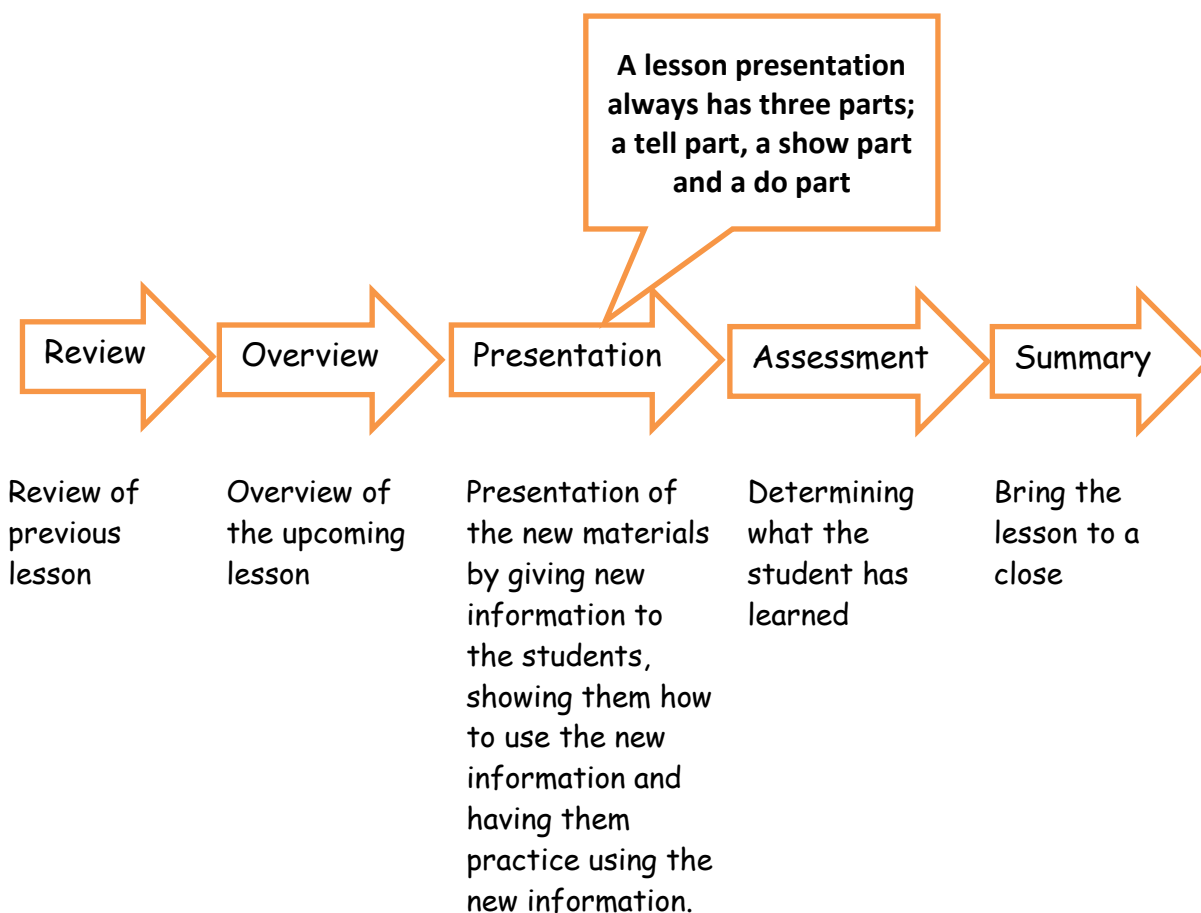 A lesson presentation
always has three parts;
a tell part, a show part
and a do part
Review
Overview
Presentation
Assessment
Summary
Review of
previous
lesson
Overview of
the upcoming
lesson
Presentation of
the new materials
by giving new
information to
the students,
showing them how
to use the new
information and
having them
practice using the
new information.
Determining
what the
student has
learned
Bring the
lesson to a
close